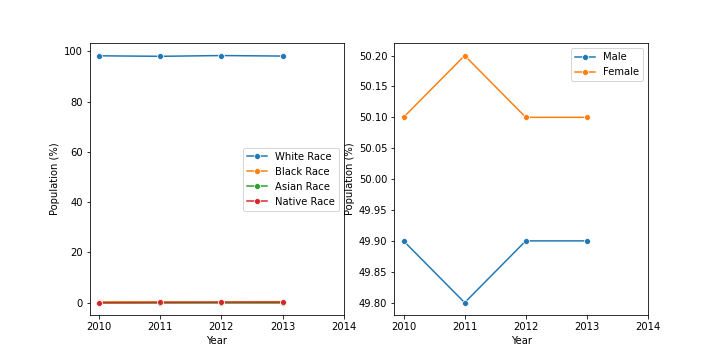 100
80
60
40
20
0
Population (%)
2010 2011 2012 2013 2014
Year
White Race
Black Race
Asian Race
Native Race
50.20
50.15
50.10
50.05
50.00
49.95
49.90
49.85
49.80
Population (%)
2010 2011 2012 2013 2014
Year
Male
Female